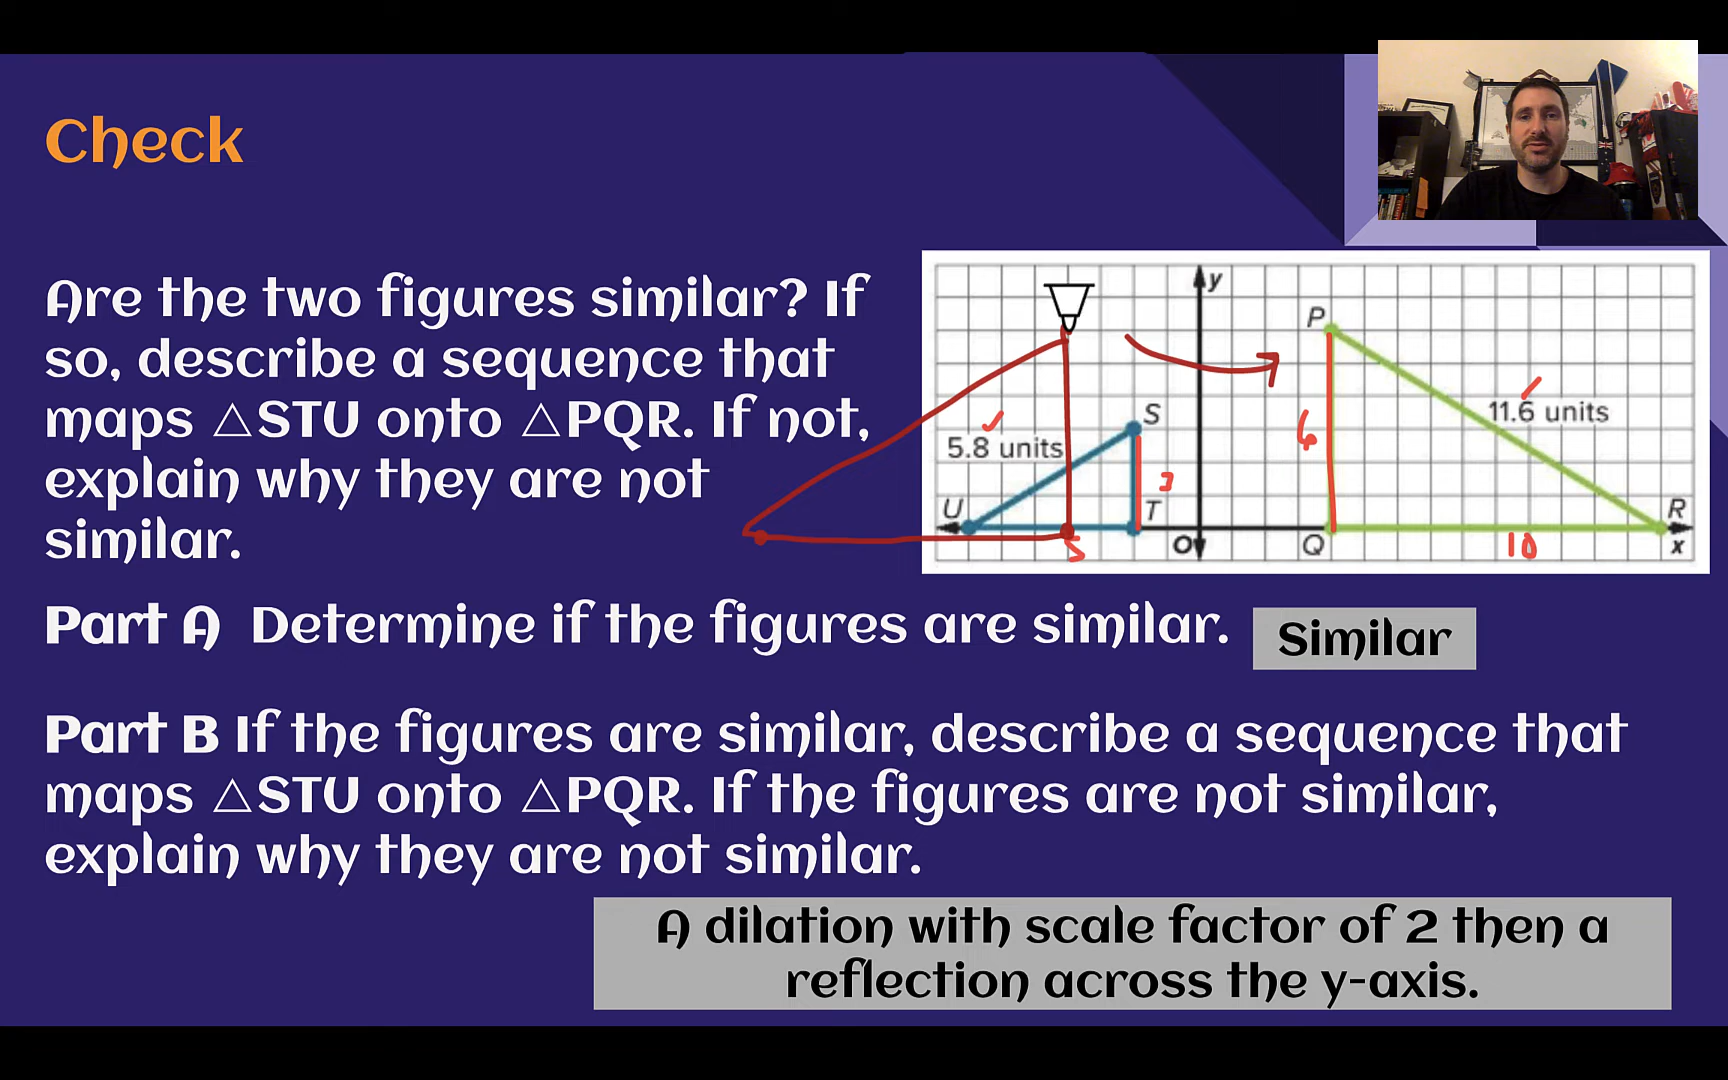 Check
Are the two figures similar? If
so, describe a sequence that
maps △STU onto △PQR. If not,
explain why they are not
similar.
y
P
11.6 units
6
S
5.8 units
3
U
T
O
Q
R
x
5
10
Part A Determine if the figures are similar.
Similar
Part B If the figures are similar, describe a sequence that
maps △STU onto △PQR. If the figures are not similar,
explain why they are not similar.
A dilation with scale factor of 2 then a
reflection across the y-axis.